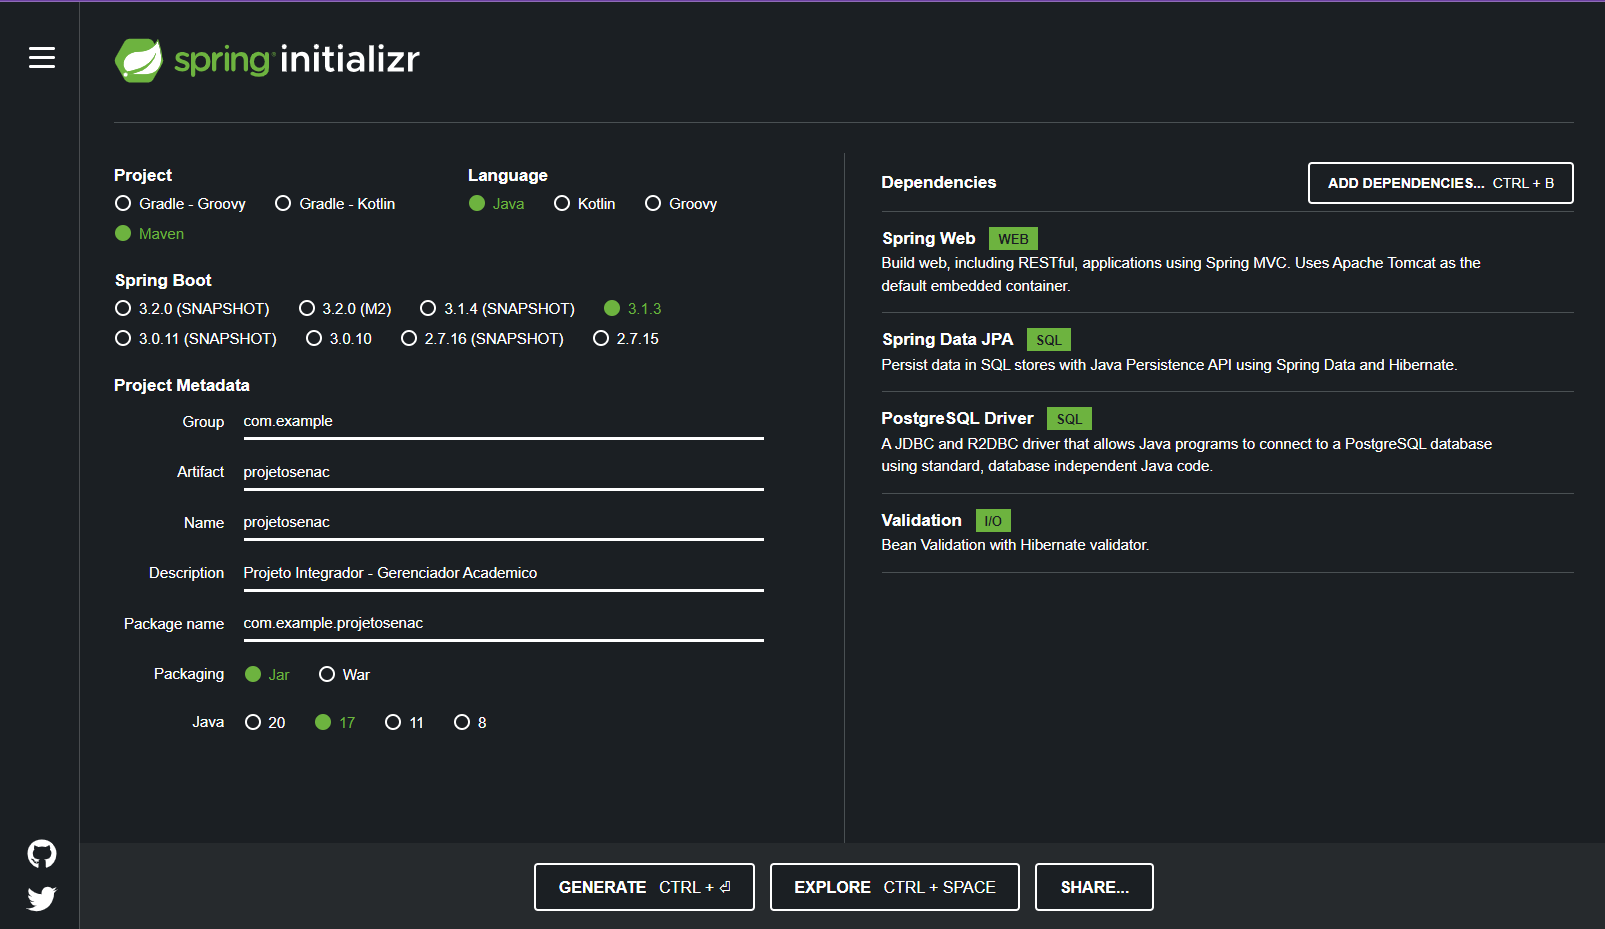 spring initializr
Project
Gradle - Groovy Gradle - Kotlin
Maven
Language
Java Kotlin Groovy
Spring Boot
3.2.0 (SNAPSHOT) 3.2.0 (M2) 3.1.4 (SNAPSHOT) 3.1.3
3.0.11 (SNAPSHOT) 3.0.10 2.7.16 (SNAPSHOT) 2.7.15
Project Metadata
Group com.example
Artifact projetosenac
Name projetosenac
Description Projeto Integrador - Gerenciador Academico
Package name com.example.projetosenac
Packaging Jar War
Java 20 17 11 8
Dependencies
ADD DEPENDENCIES... CTRL + B
Spring Web WEB
Build web, including RESTful, applications using Spring MVC. Uses Apache Tomcat as the
default embedded container.
Spring Data JPA SQL
Persist data in SQL stores with Java Persistence API using Spring Data and Hibernate.
PostgreSQL Driver SQL
A JDBC and R2DBC driver that allows Java programs to connect to a PostgreSQL database
using standard, database independent Java code.
Validation I/O
Bean Validation with Hibernate validator.
GENERATE CTRL + ⏎
EXPLORE CTRL + SPACE
SHARE...